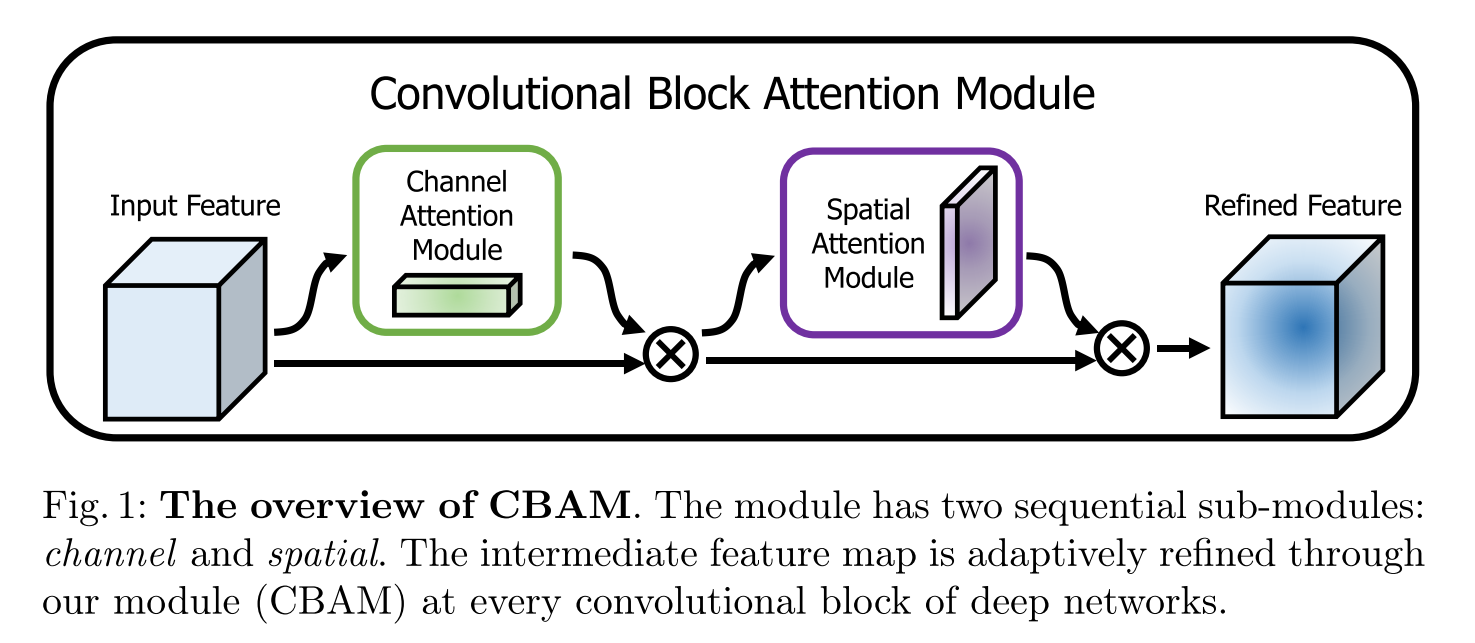 Convolutional Block Attention Module
Input Feature
Channel
Attention
Module
Spatial
Attention
Module
Refined Feature
Fig. 1: The overview of CBAM. The module has two sequential sub-modules:
channel and spatial. The intermediate feature map is adaptively refined through
our module (CBAM) at every convolutional block of deep networks.